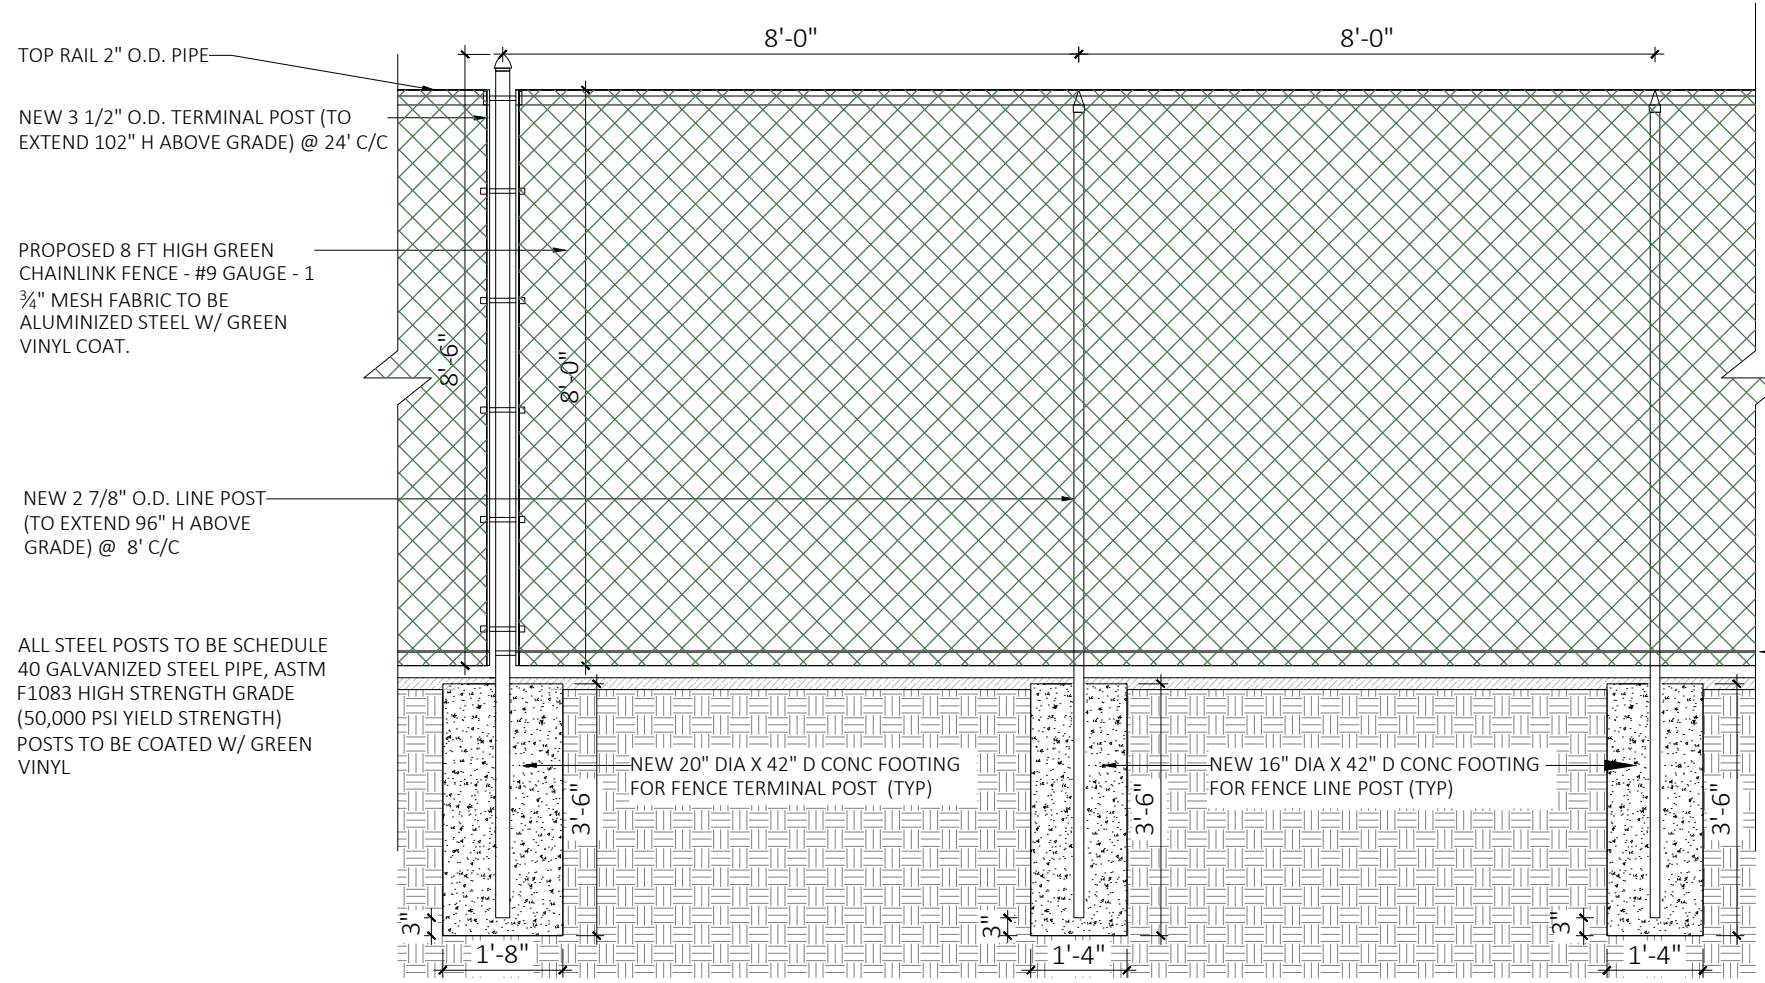 8'-0"
8'-0"
TOP RAIL 2" O.D. PIPE
NEW 3 1/2" O.D. TERMINAL POST (TO
EXTEND 102" H ABOVE GRADE) @ 24' C/C
PROPOSED 8 FT HIGH GREEN
CHAINLINK FENCE - #9 GAUGE - 1
¾" MESH FABRIC TO BE
ALUMINIZED STEEL W/ GREEN
VINYL COAT.
8'-6"
8'-0"
NEW 2 7/8" O.D. LINE POST
(TO EXTEND 96" H ABOVE
GRADE) @ 8' C/C
ALL STEEL POSTS TO BE SCHEDULE
40 GALVANIZED STEEL PIPE, ASTM
F1083 HIGH STRENGTH GRADE
(50,000 PSI YIELD STRENGTH)
POSTS TO BE COATED W/ GREEN
VINYL
NEW 20" DIA X 42" D CONC FOOTING
FOR FENCE TERMINAL POST (TYP)
NEW 16" DIA X 42" D CONC FOOTING
FOR FENCE LINE POST (TYP)
3'-6"
3'-6"
3'-6"
3"
3"
3"
1'-8"
1'-4"
1'-4"